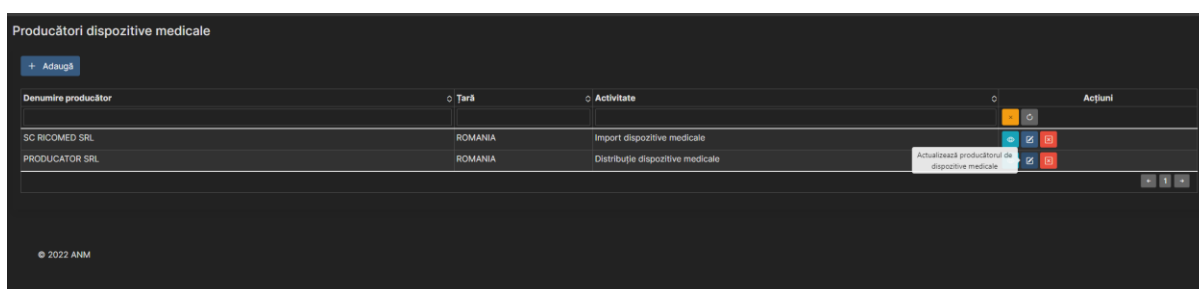 Producători dispozitive medicale
+ Adaugă
Denumire producător Țară Activitate Acțiuni
SC RICOMED SRL ROMANIA Import dispozitive medicale
PRODUCATOR SRL ROMANIA Distribuție dispozitive medicale
Actualizează producătorul de
dispozitive medicale
1
© 2022 ANM